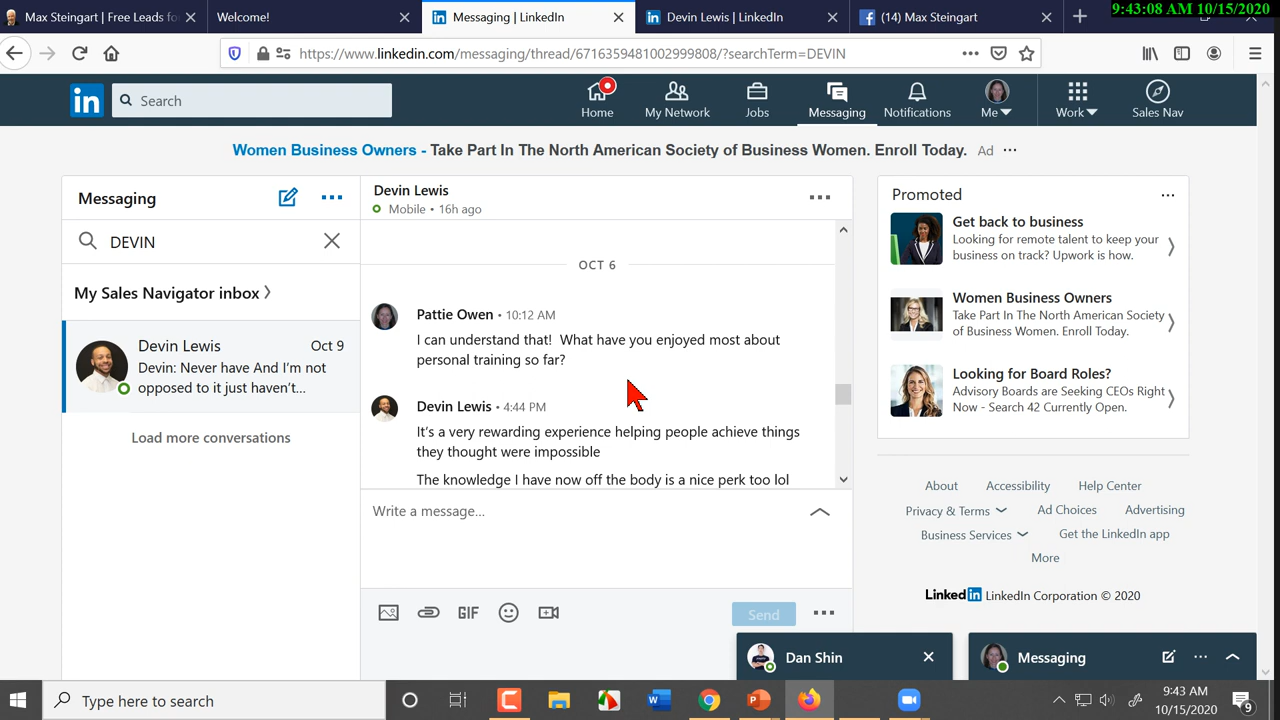 9:43:08 AM 10/15/2020
Max Steingart | Free Leads fo
Welcome!
Messaging | LinkedIn
Devin Lewis | LinkedIn
(14) Max Steingart
https://www.linkedin.com/messaging/thread/6716359481002999808/?searchTerm=DEVIN
in
Search
Home
My Network
Jobs
Messaging
Notifications
Me
Work
Sales Nav
Women Business Owners - Take Part In The North American Society of Business Women. Enroll Today. Ad
Messaging
DEVIN
My Sales Navigator inbox
Devin Lewis Oct 9
Devin: Never have And I'm not
opposed to it just haven't...
Load more conversations
Devin Lewis
Mobile • 16h ago
OCT 6
Pattie Owen • 10:12 AM
I can understand that! What have you enjoyed most about
personal training so far?
Devin Lewis • 4:44 PM
It's a very rewarding experience helping people achieve things
they thought were impossible
The knowledge I have now off the body is a nice perk too lol
Write a message...
GIF
Send
Promoted
Get back to business
Looking for remote talent to keep your
business on track? Upwork is how.
Women Business Owners
Take Part In The North American Society
of Business Women. Enroll Today.
Looking for Board Roles?
Advisory Boards are Seeking CEOs Right
Now - Search 42 Currently Open.
About Accessibility Help Center
Privacy & Terms Ad Choices Advertising
Business Services Get the LinkedIn app
More
LinkedIn LinkedIn Corporation © 2020
Dan Shin
Messaging
Type here to search
9:43 AM
10/15/2020
9